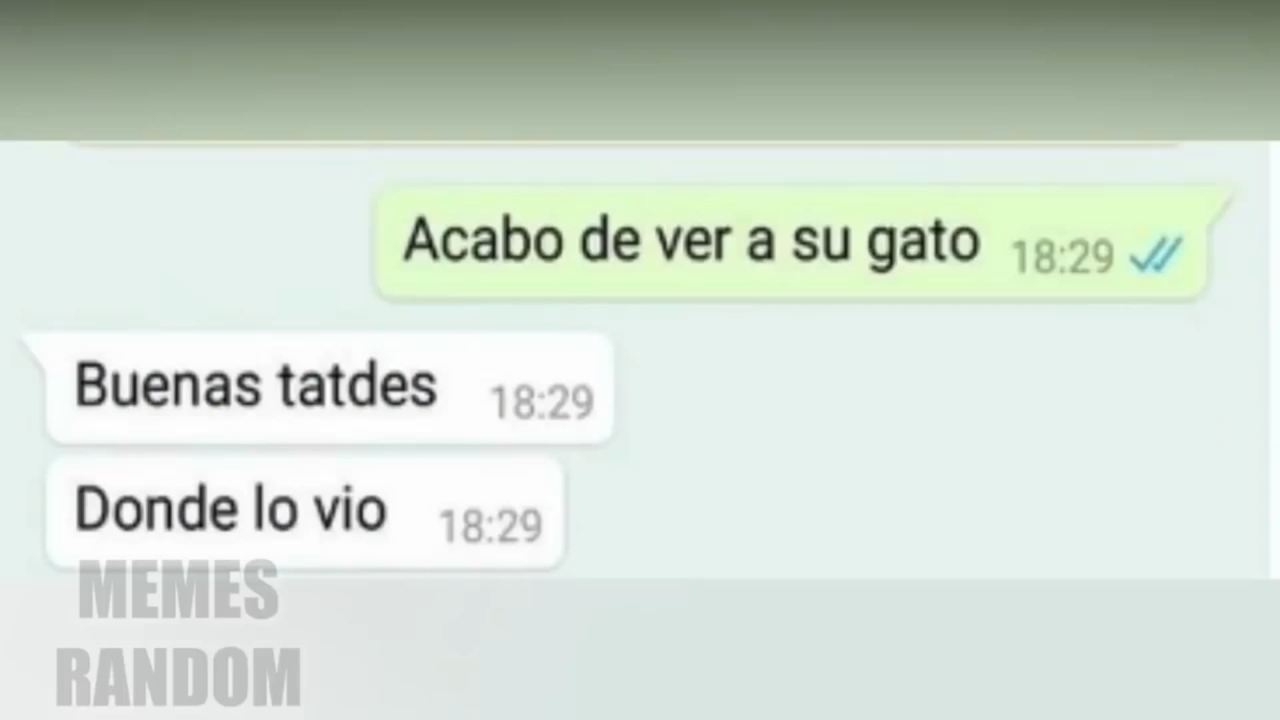 Acabo de ver a su gato 18:29
Buenas tatdes 18:29
Donde lo vio 18:29
MEMES
RANDOM